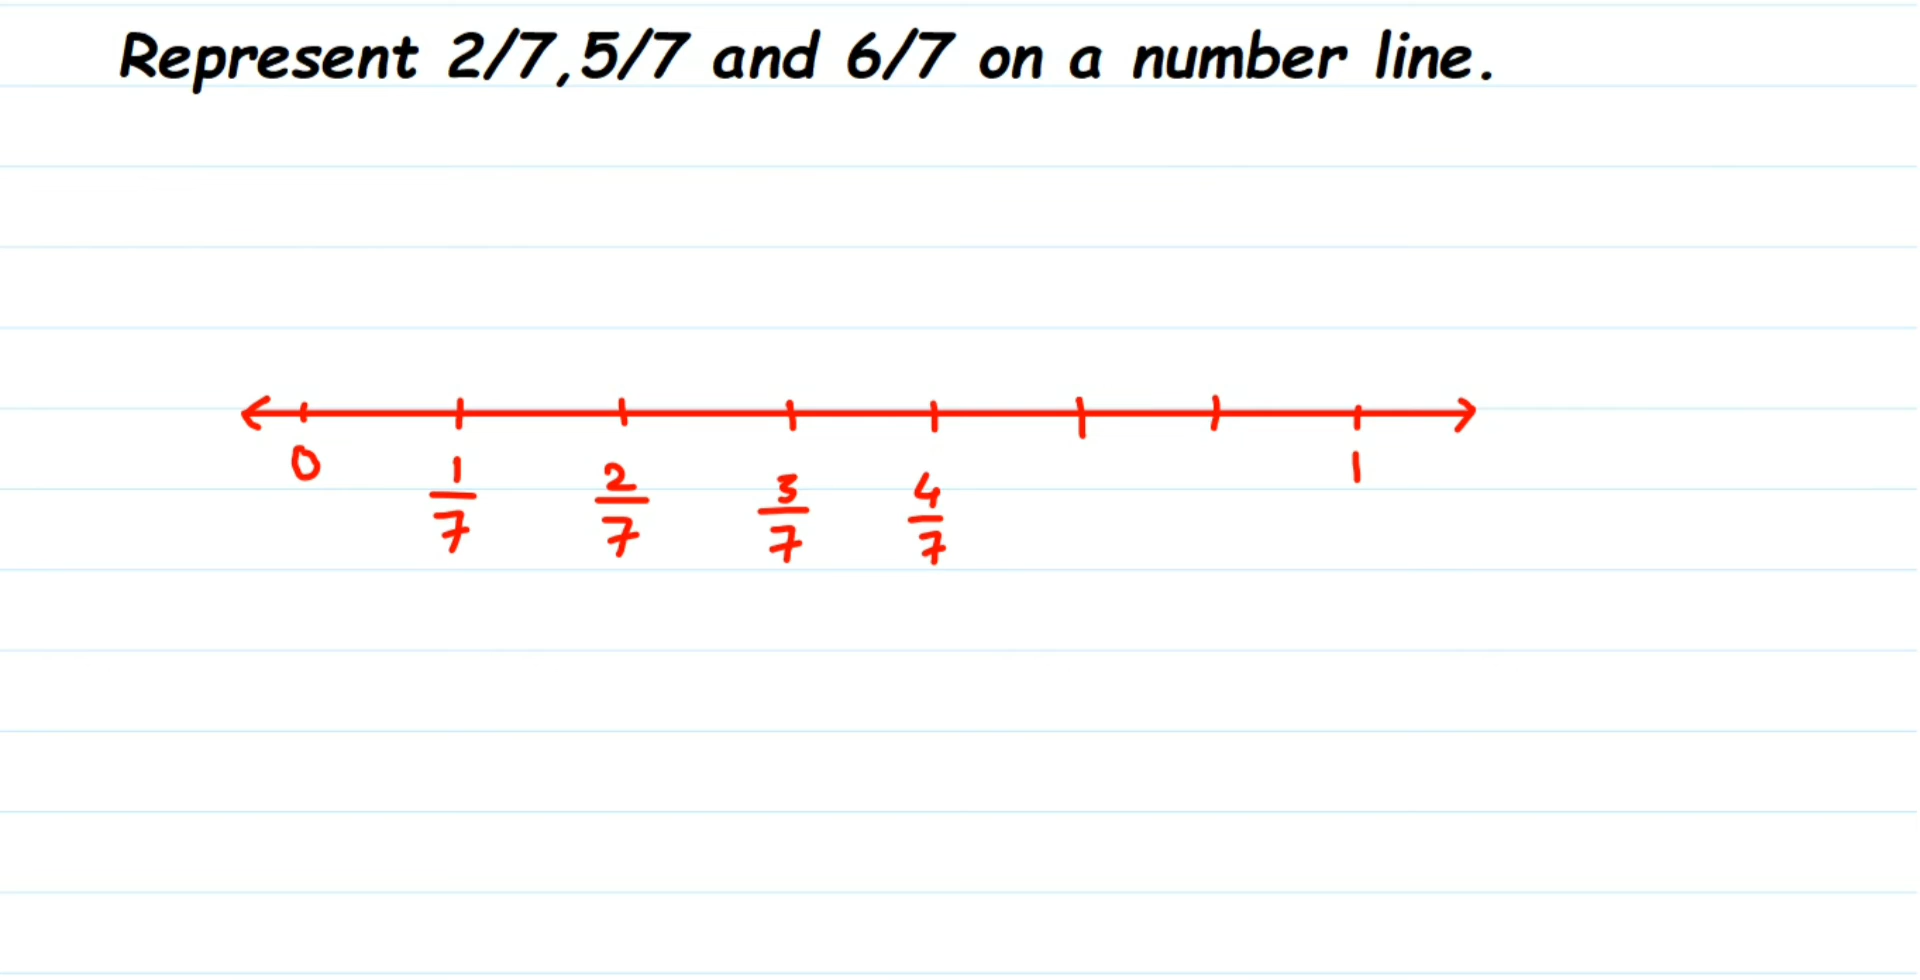 Represent 2/7,5/7 and 6/7 on a number line.
0 1/7 2/7 3/7 4/7 1